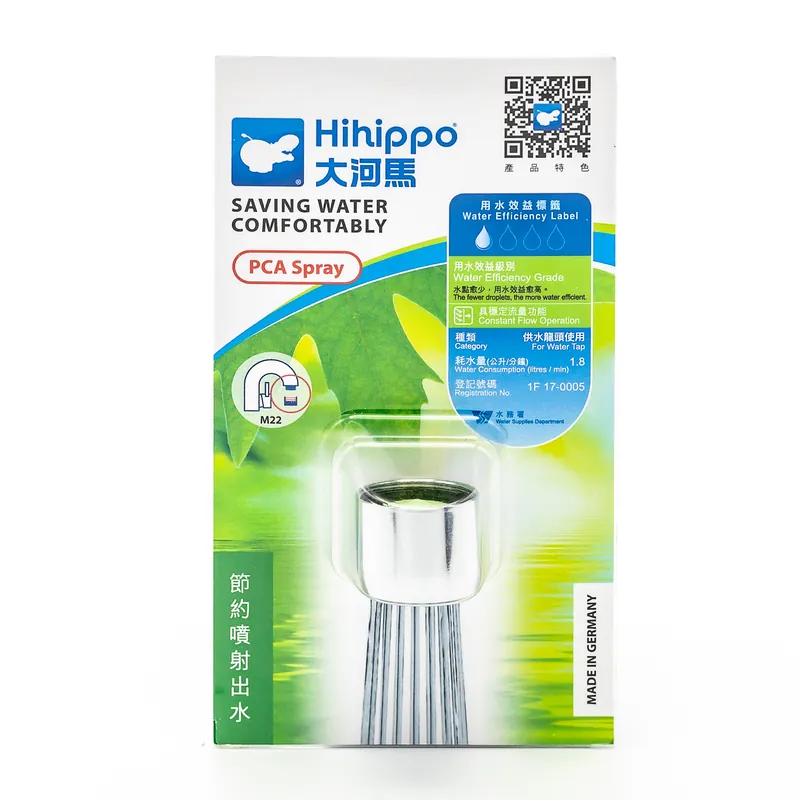 Hihippo®
大河馬
SAVING WATER
COMFORTABLY
PCA Spray
產品特色
用水效益標籤
Water Efficiency Label
用水效益級別
Water Efficiency Grade
水點愈少，用水效益愈高。
The fewer droplets, the more water efficient.
具穩定流量功能
Constant Flow Operation
種類 供水龍頭使用
Category For Water Tap
耗水量(公升/分鐘) 1.8
Water Consumption (litres / min)
登記號碼 1F 17-0005
Registration No.
水務署
Water Supplies Department
M22
節約噴射出水
MADE IN GERMANY